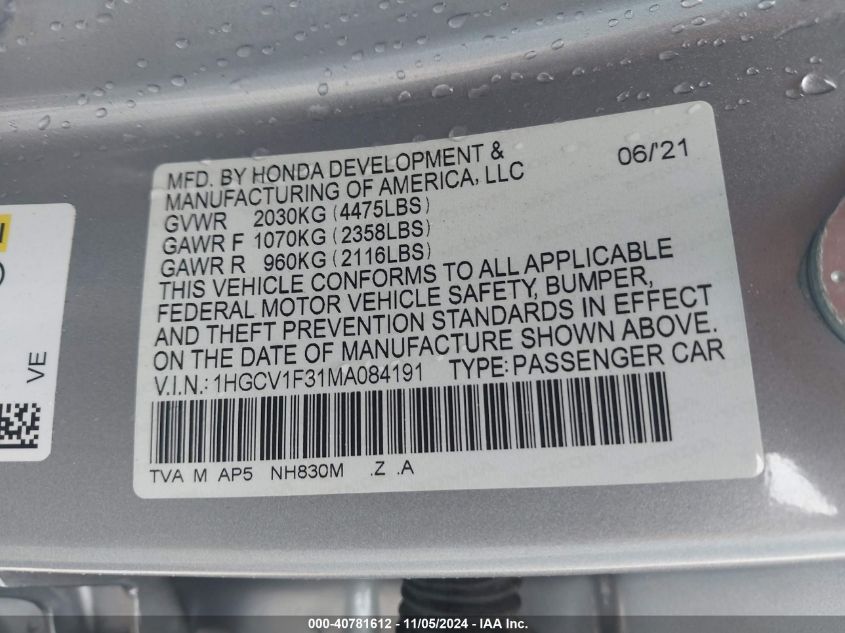 MFD. BY HONDA DEVELOPMENT & 06/'21
MANUFACTURING OF AMERICA, LLC
GVWR 2030KG (4475LBS)
GAWR F 1070KG (2358LBS)
GAWR R 960KG (2116LBS)
THIS VEHICLE CONFORMS TO ALL APPLICABLE
FEDERAL MOTOR VEHICLE SAFETY, BUMPER,
AND THEFT PREVENTION STANDARDS IN EFFECT
ON THE DATE OF MANUFACTURE SHOWN ABOVE.
V.I.N.: 1HGCV1F31MA084191 TYPE: PASSENGER CAR
TVA M AP5 NH830M .Z .A
VE
000-40781612 - 11/05/2024 - IAA Inc.